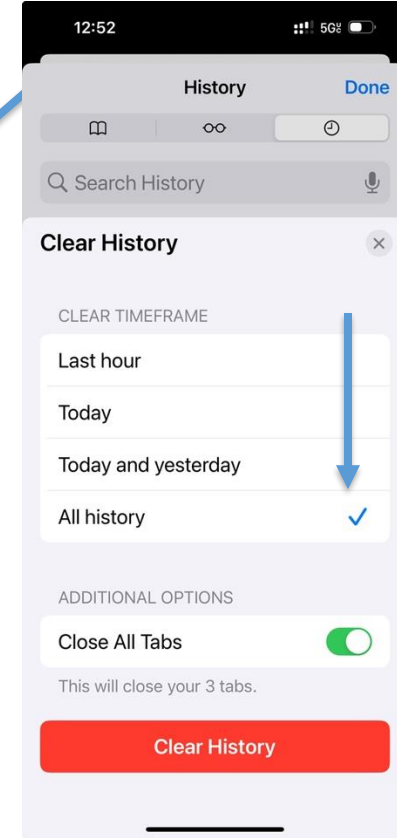 12:52 5G
History Done
Search History
Clear History
CLEAR TIMEFRAME
Last hour
Today
Today and yesterday
All history
ADDITIONAL OPTIONS
Close All Tabs
This will close your 3 tabs.
Clear History